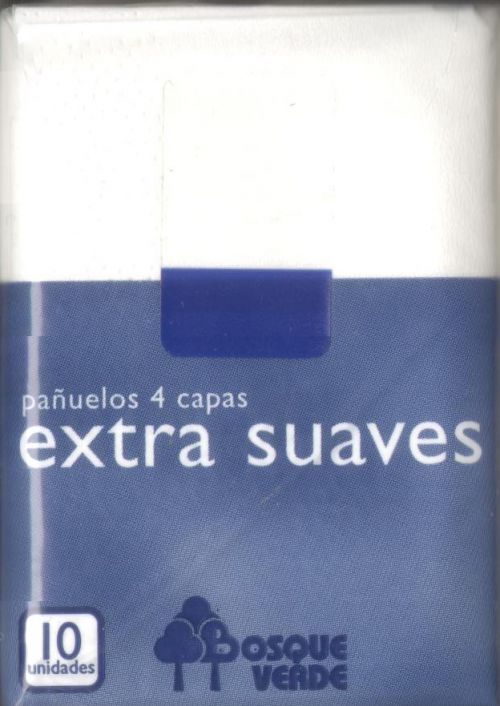 pañuelos 4 capas
extra suaves
10
unidades
BOSQUE
VERDE